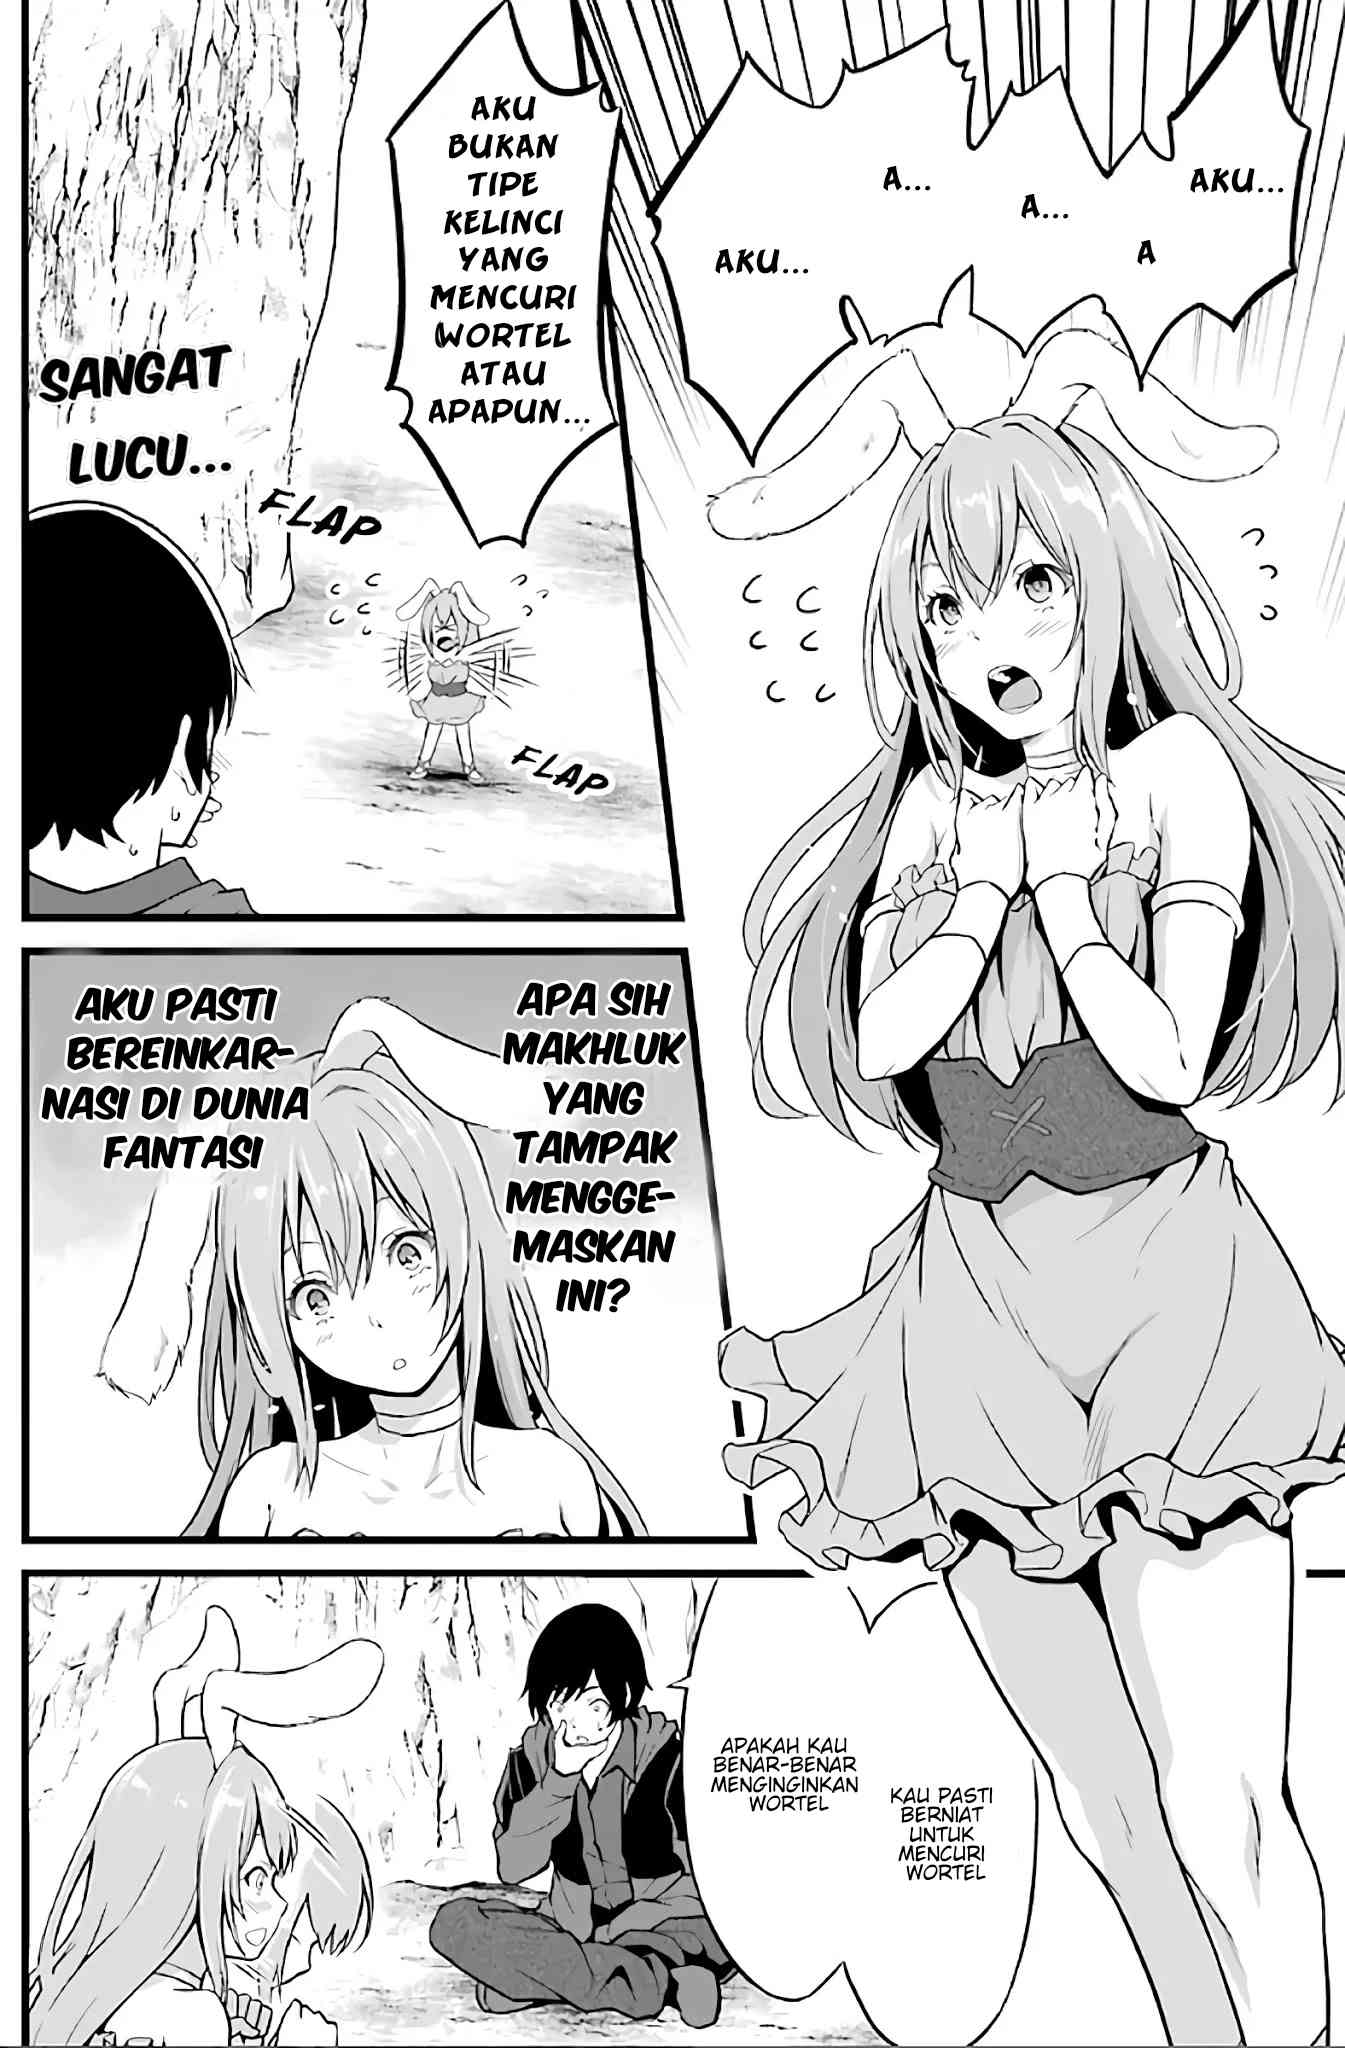 AKU...
A
A...
A...
AKU...
AKU
BUKAN
TIPE
KELINCI
YANG
MENCURI
WORTEL
ATAU
APAPUN...
FLAP
FLAP
SANGAT
LUCU...
APA SIH
MAKHLUK
YANG
TAMPAK
MENGGE-
MASKAN
INI?
AKU PASTI
BEREINKAR-
NASI DI DUNIA
FANTASI
KAU PASTI
BERNIAT
UNTUK
MENCURI
WORTEL
APAKAH KAU
BENAR-BENAR
MENGINGINKAN
WORTEL